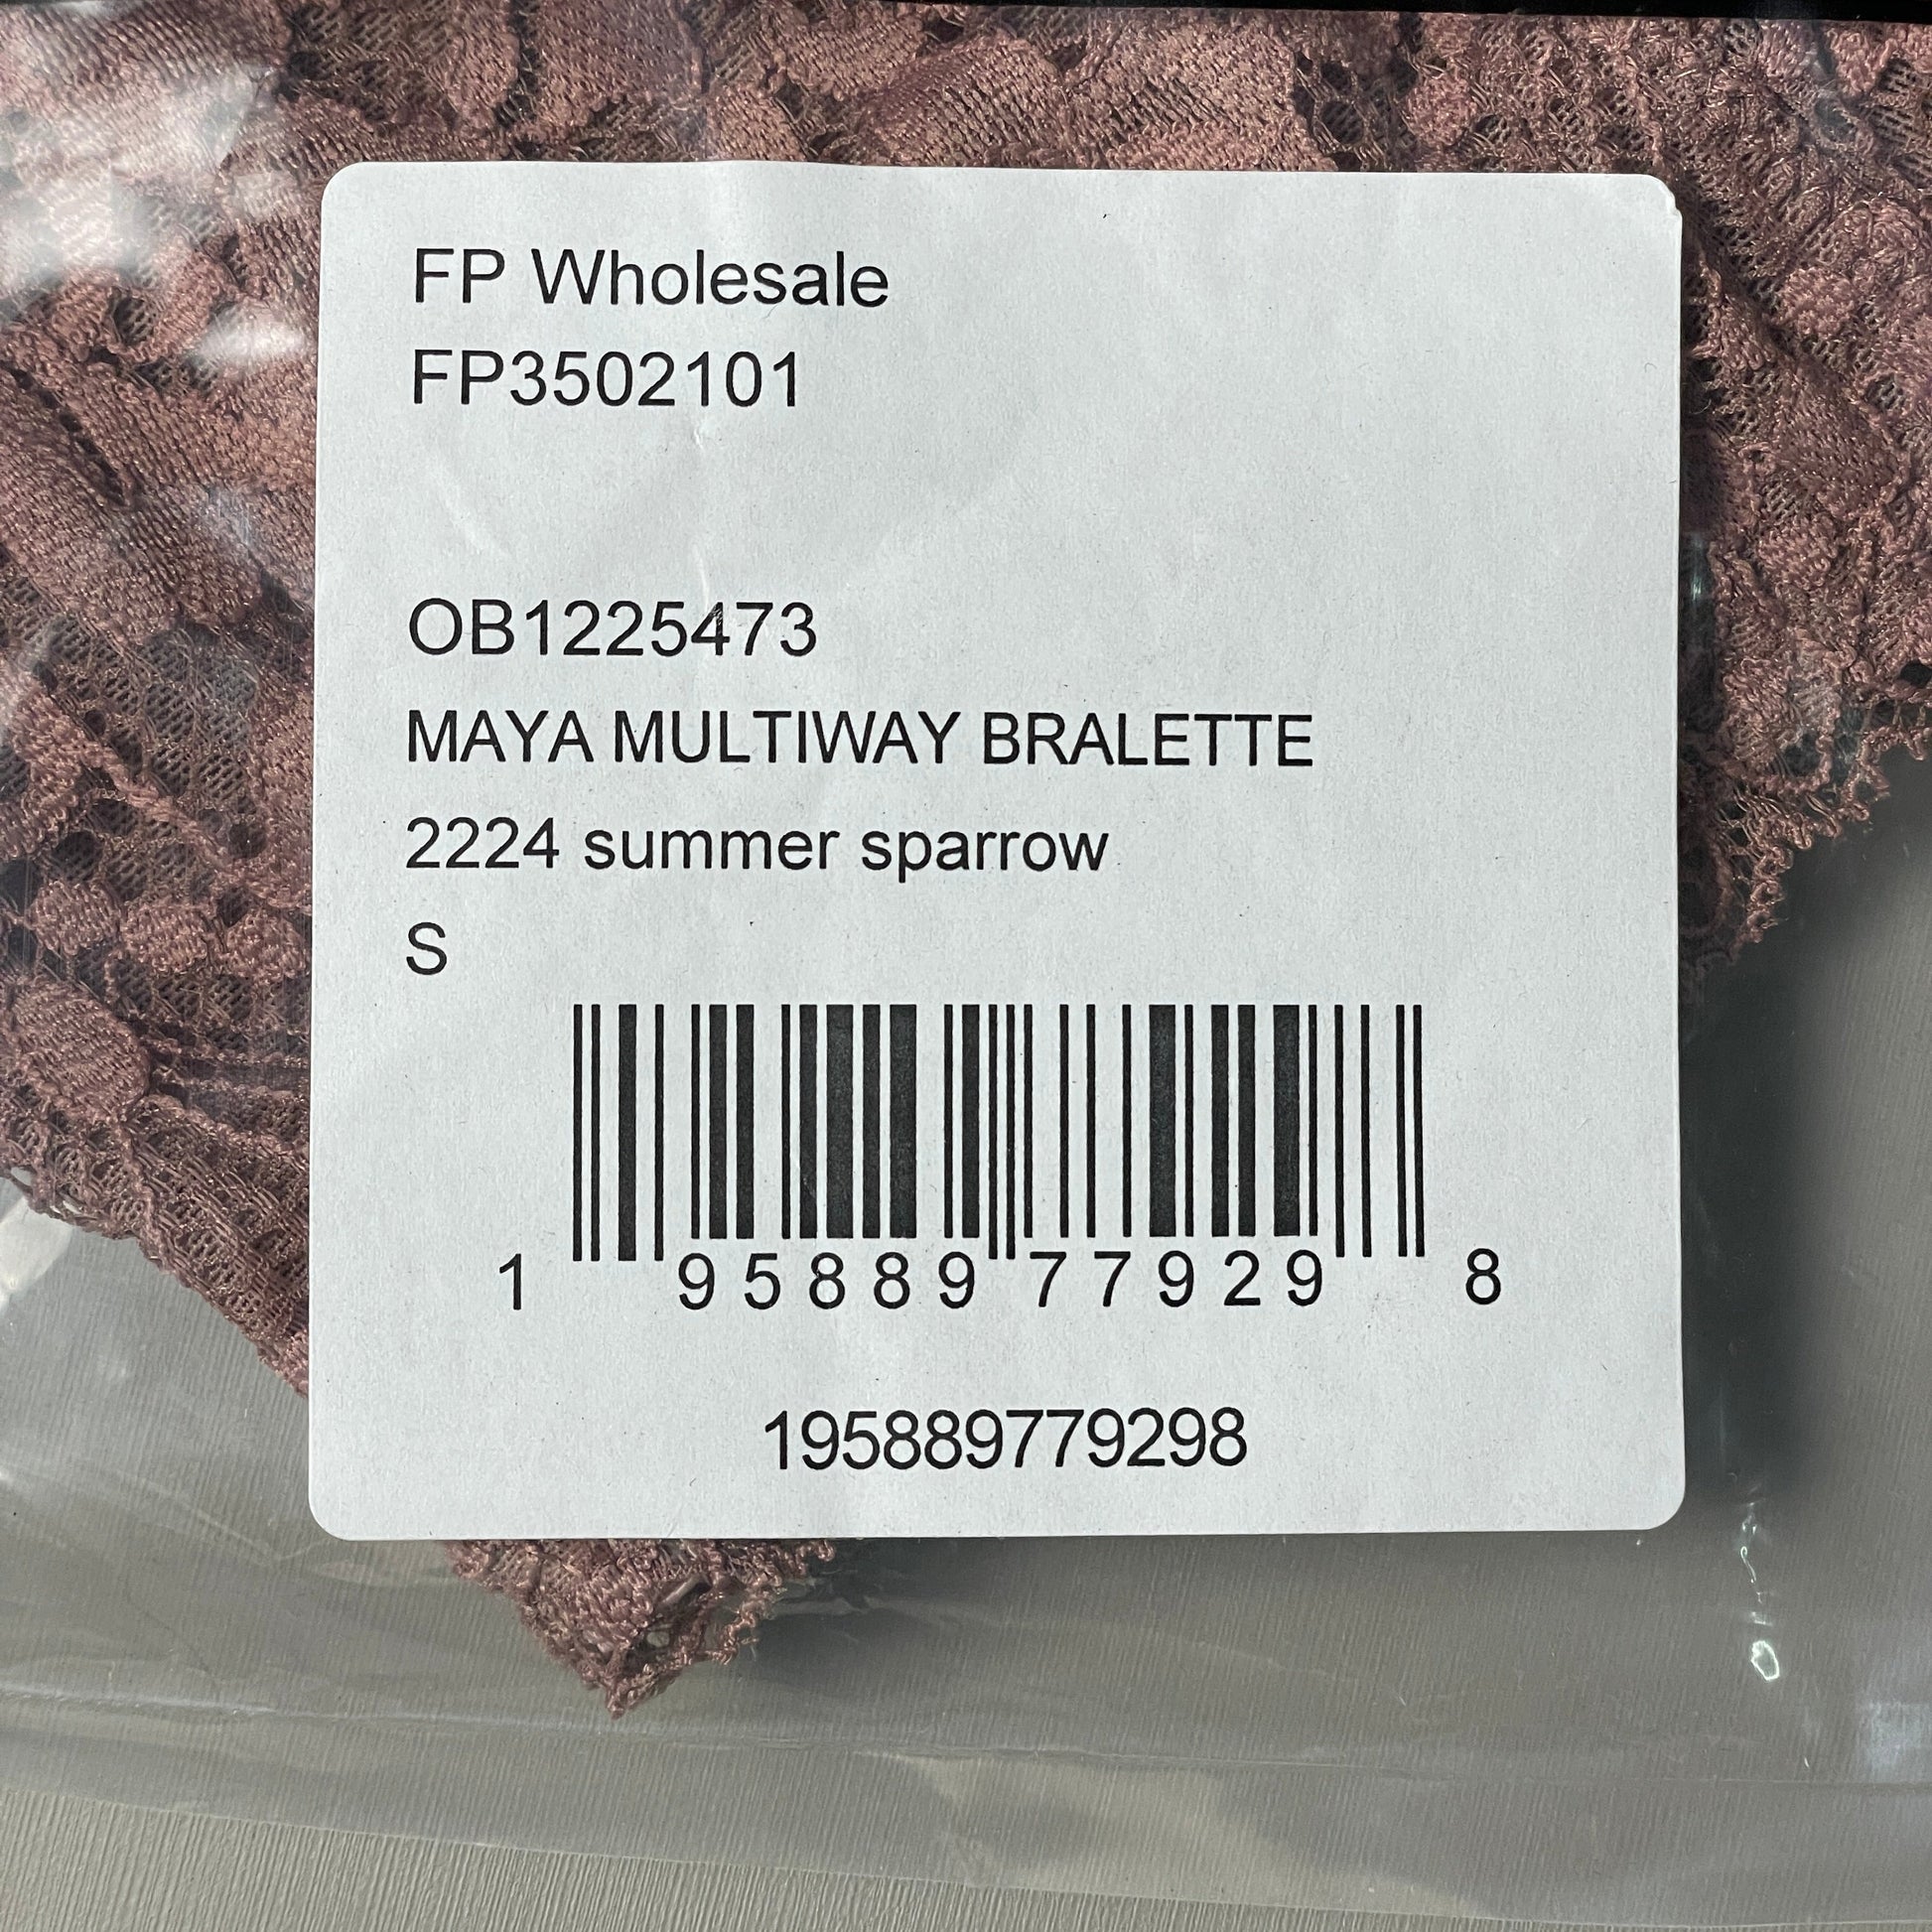 FP Wholesale
FP3502101
OB1225473
MAYA MULTIWAY BRALETTE
2224 summer sparrow
S
1 95889 77929 8
195889779298